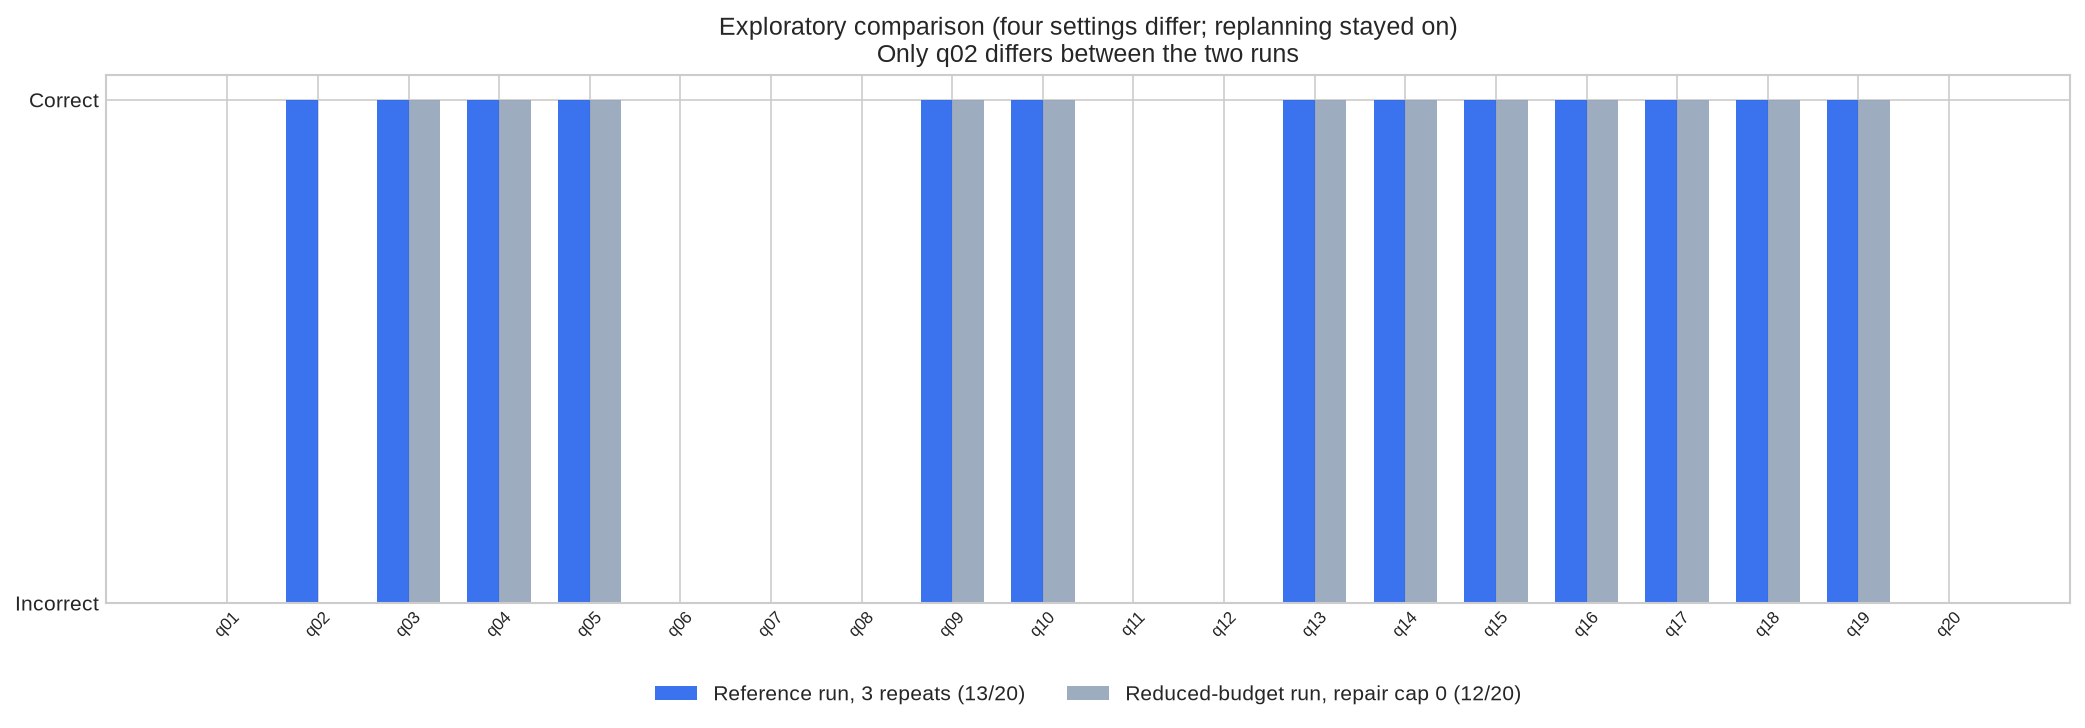 Exploratory comparison (four settings differ; replanning stayed on)
Only q02 differs between the two runs
Correct
Incorrect
q01
q02
q03
q04
q05
q06
q07
q08
q09
q10
q11
q12
q13
q14
q15
q16
q17
q18
q19
q20
Reference run, 3 repeats (13/20)
Reduced-budget run, repair cap 0 (12/20)